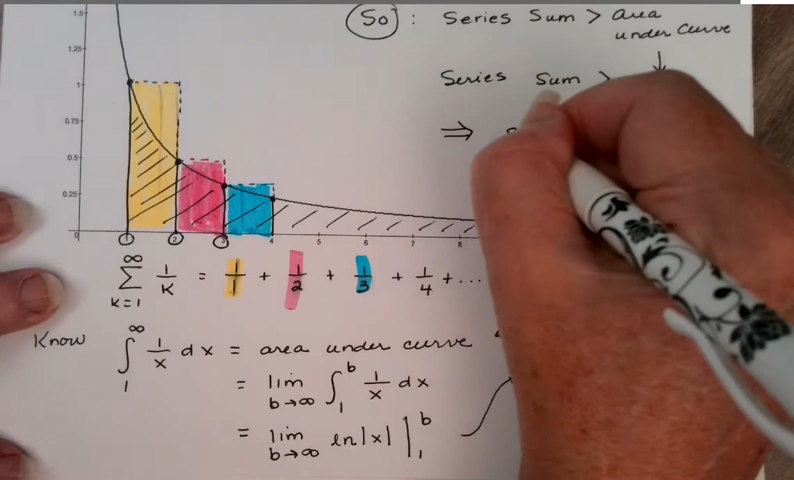 So : Series Sum > area
under curve
Series Sum >
⇒
1.5
1
0.75
0.5
0.25
0 1 2 3 4 5 6 7 8
∞
∑ 1/K = 1/1 + 1/2 + 1/3 + 1/4 + ...
K=1
Know ∫₁^∞ 1/x dx = area under curve
= lim b→∞ ∫₁^b 1/x dx
= lim b→∞ ln|x| |₁^b